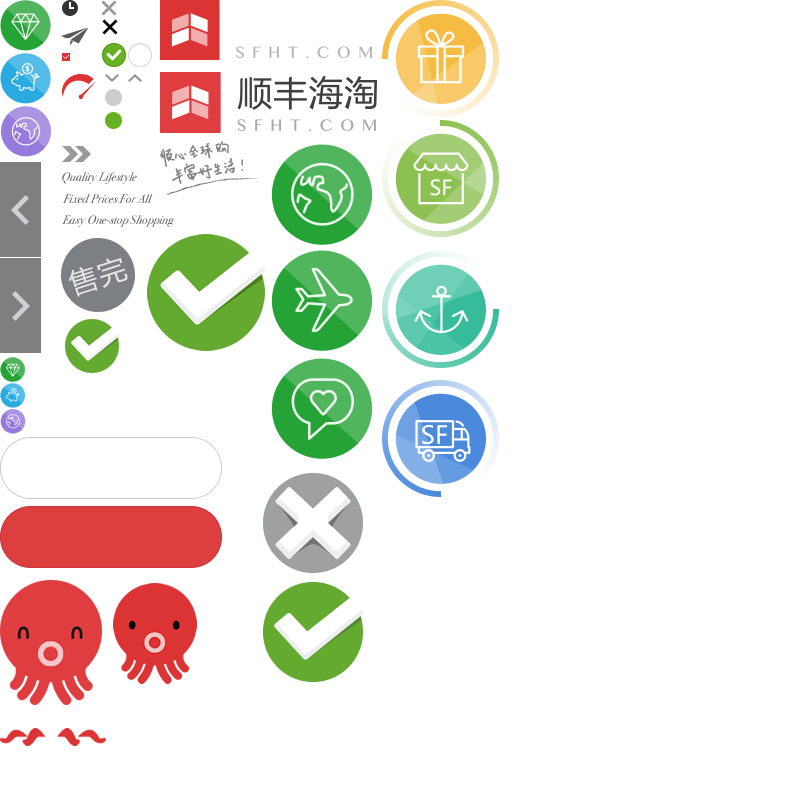 SFHT.COM
顺丰海淘
SFHT.COM
顺心全球购
丰富好生活!
Quality Lifestyle
Fixed Prices For All
Easy One-stop Shopping
SF
售完
SF